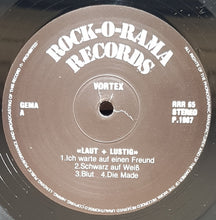 ROCK-O-RAMA
RECORDS
VORTEX
GEMA
A
RRR 65
STEREO
P.1987
«LAUT + LUSTIG»
1.Ich warte auf einen Freund
2.Schwarz auf Weiß
3.Blut 4.Die Made